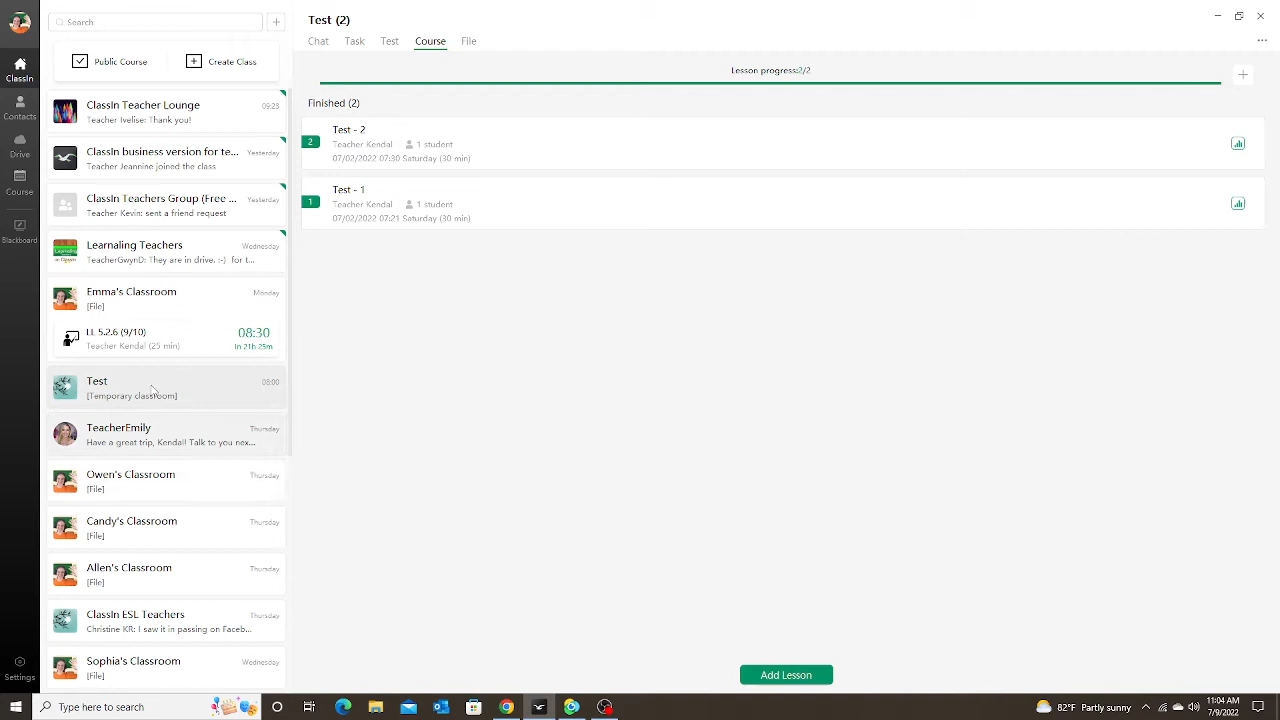 Search
Public Course
Create Class
ClassIn
Contacts
Drive
Course
Blackboard
Settings
ClassIn Teacher Lounge
09:23
Teacher Ivelise: Thank you!
ClassIn business version for te...
Yesterday
Teacher Jeannine joined the class
ClassIn Teachers Group (Free ...
Yesterday
Teacher Kevin: sent a friend request
Learnaling Teachers
Wednesday
TeacherGwynD: They are in drive. :-) for t...
Emma's Classroom
Monday
[File]
LL 5.2.6 (9/10)
08:30
Teacher Kendal (25 min)
In 21h 25m
Test
08:00
[Temporary classroom]
TeacherEmily
Thursday
Have a great trip, Kendal! Talk to you nex...
Owen's Classroom
Thursday
[File]
Candy's Classroom
Thursday
[File]
Allen's Classroom
Thursday
[File]
ClassIn ESL Teachers
Thursday
Christine KR: I saw it in passing on Faceb...
Sophia's Classroom
Wednesday
[File]
Test (2)
Chat Task Test Course File
Lesson progress:2/2
Finished (2)
2
Test - 2
Teacher Kendal 1 student
07/02/2022 07:30 Saturday (30 min)
1
Test - 1
Teacher Kendal 1 student
07/02/2022 07:21 Saturday (30 min)
Add Lesson
Type here to search
82°F Partly sunny
11:04 AM
7/9/2022